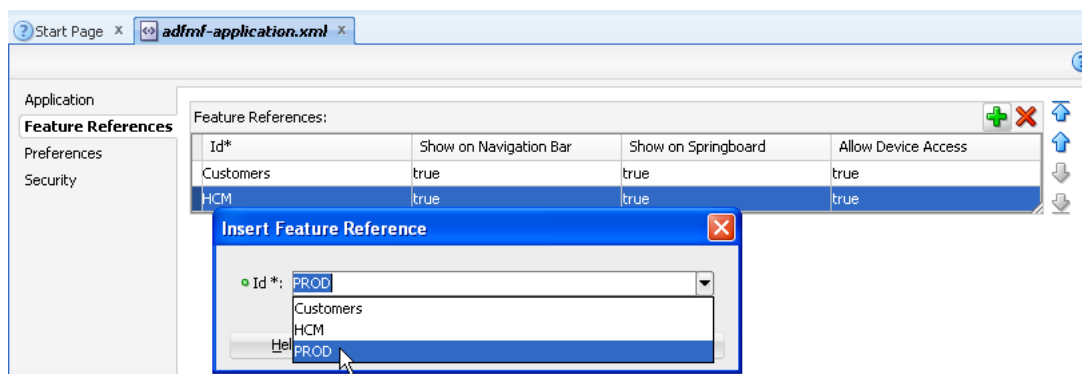 Start Page x adfmf-application.xml x
Application
Feature References
Preferences
Security
Feature References:
Id* Show on Navigation Bar Show on Springboard Allow Device Access
Customers true true true
HCM true true true
Insert Feature Reference
Id *: PROD
Customers
HCM
Hel
PROD